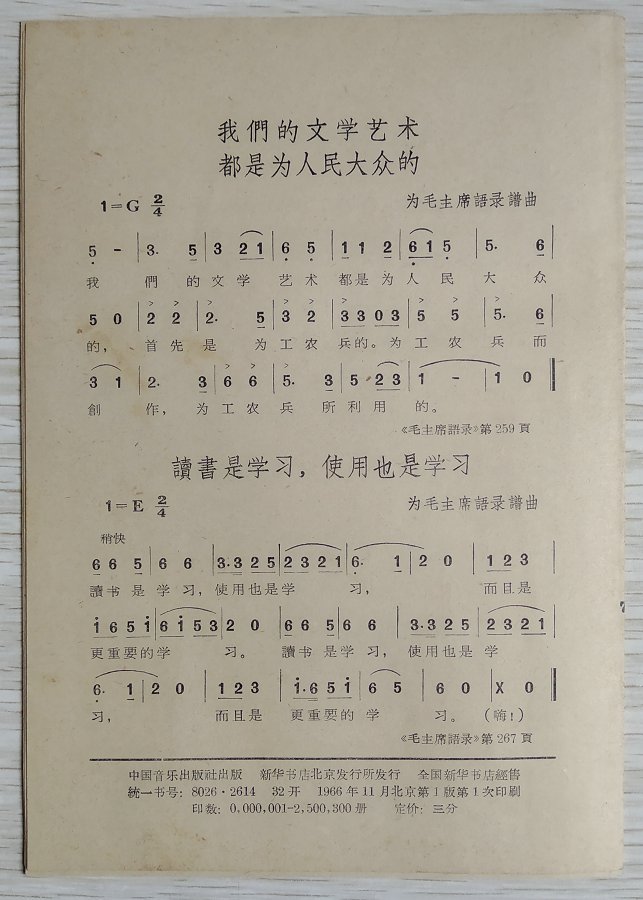 我們的文学艺术
都是为人民大众的
1=G 2/4 为毛主席語录譜曲
5 - | 3. 5 | 3 2 1 | 6 5 | 1 1 2 | 6 1 5 | 5. 6 |
我 們 的 文 学 艺 术 都是 为 人 民 大 众
5 0 | 2 2 | 2. 5 | 3 2 | 3 3 0 3 | 5 5 | 5. 6 |
的， 首先 是 为 工 农 兵的。为 工 农 兵 而
3 1 | 2. 3 | 6 6 | 5. 3 | 5 2 3 | 1 - | 1 0 ‖
創 作， 为 工 农 兵 所 利 用 的。
《毛主席語录》第259頁
讀書是学习，使用也是学习
1=E 2/4 为毛主席語录譜曲
稍快
6 6 5 | 6 6 | 3.3 2 5 | 2 3 2 1 | 6. 1 | 2 0 | 1 2 3 |
讀书 是 学 习，使用也是 学 习， 而且是
1 6 5 1 | 6 1 5 3 | 2 0 | 6 6 5 | 6 6 | 3.3 2 5 | 2 3 2 1 |
更重要的 学 习。 讀书 是 学 习， 使用也是 学
6. 1 | 2 0 | 1 2 3 | 1.6 5 1 | 6 5 | 6 0 | X 0 ‖
习， 而且是 更重要的 学 习。 （嗨！）
《毛主席語录》第267頁
中国音乐出版社出版 新华书店北京发行所发行 全国新华书店經售
統一书号：8026·2614 32开 1966年11月北京第1版第1次印刷
印数：0,000,001-2,500,300册 定价：三分